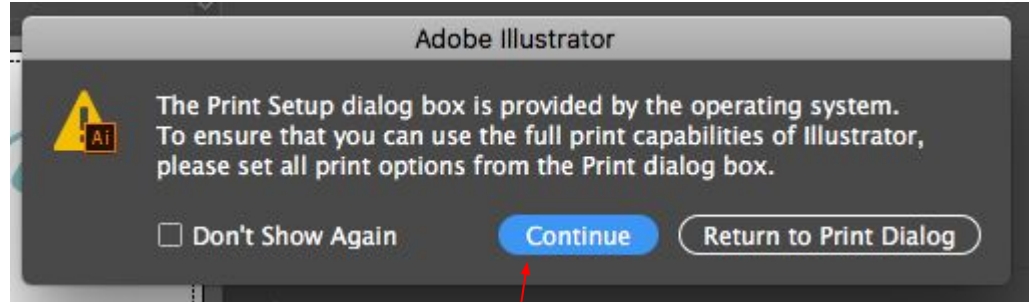 Adobe Illustrator
The Print Setup dialog box is provided by the operating system.
To ensure that you can use the full print capabilities of Illustrator,
please set all print options from the Print dialog box.
Ai
Don't Show Again
Continue
Return to Print Dialog